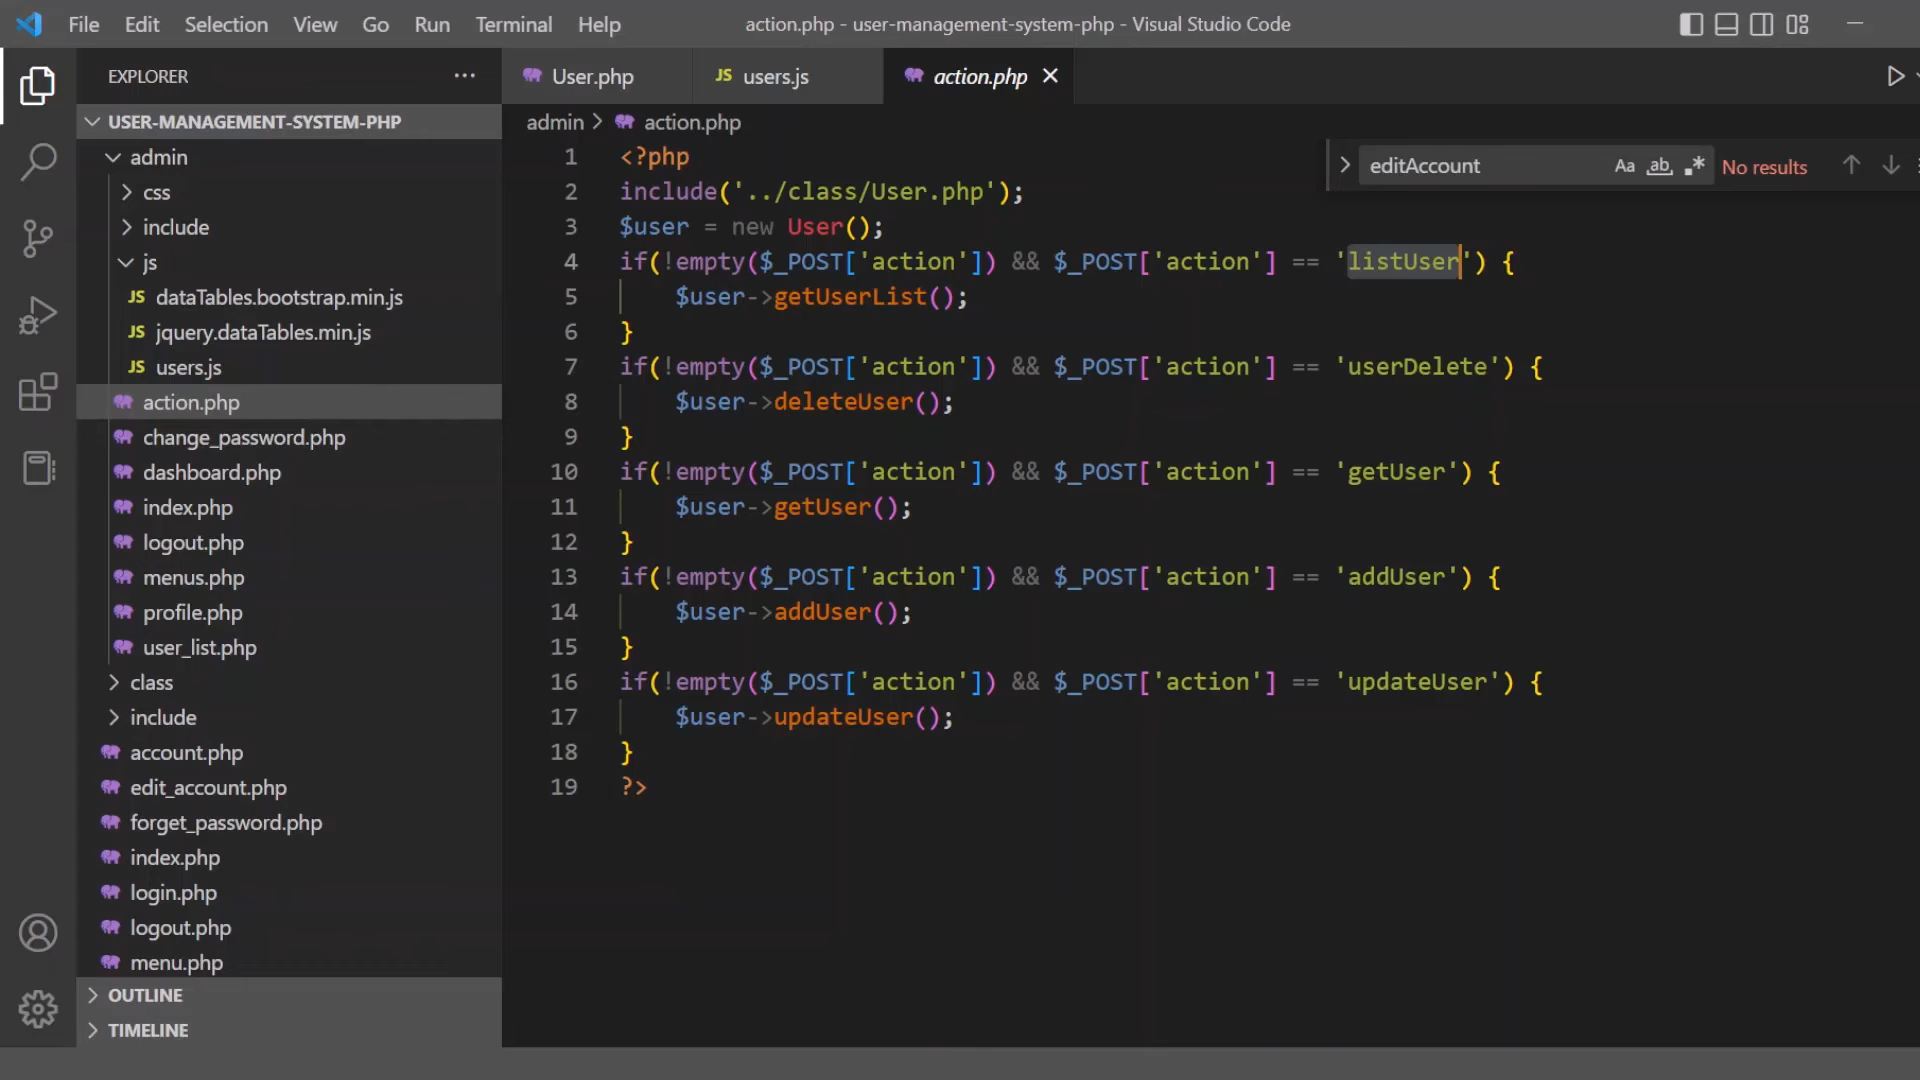 File Edit Selection View Go Run Terminal Help action.php - user-management-system-php - Visual Studio Code
EXPLORER ···
USER-MANAGEMENT-SYSTEM-PHP
admin
css
include
js
JS dataTables.bootstrap.min.js
JS jquery.dataTables.min.js
JS users.js
action.php
change_password.php
dashboard.php
index.php
logout.php
menus.php
profile.php
user_list.php
class
include
account.php
edit_account.php
forget_password.php
index.php
login.php
logout.php
menu.php
OUTLINE
TIMELINE
User.php JS users.js action.php
admin > action.php
editAccount Aa ab .* No results
1 <?php
2 include('../class/User.php');
3 $user = new User();
4 if(!empty($_POST['action']) && $_POST['action'] == 'listUser') {
5 $user->getUserList();
6 }
7 if(!empty($_POST['action']) && $_POST['action'] == 'userDelete') {
8 $user->deleteUser();
9 }
10 if(!empty($_POST['action']) && $_POST['action'] == 'getUser') {
11 $user->getUser();
12 }
13 if(!empty($_POST['action']) && $_POST['action'] == 'addUser') {
14 $user->addUser();
15 }
16 if(!empty($_POST['action']) && $_POST['action'] == 'updateUser') {
17 $user->updateUser();
18 }
19 ?>